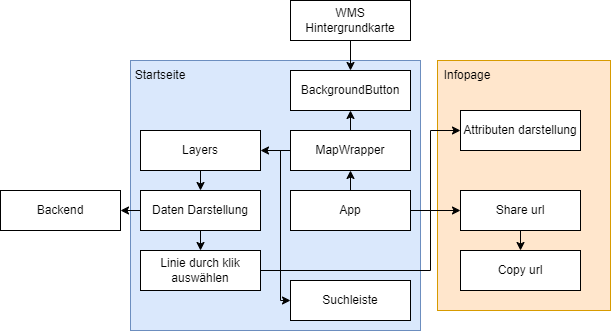 WMS
Hintergrundkarte
Startseite
Infopage
BackgroundButton
Attributen darstellung
Layers
MapWrapper
Backend
Daten Darstellung
App
Share url
Linie durch klik
auswählen
Copy url
Suchleiste